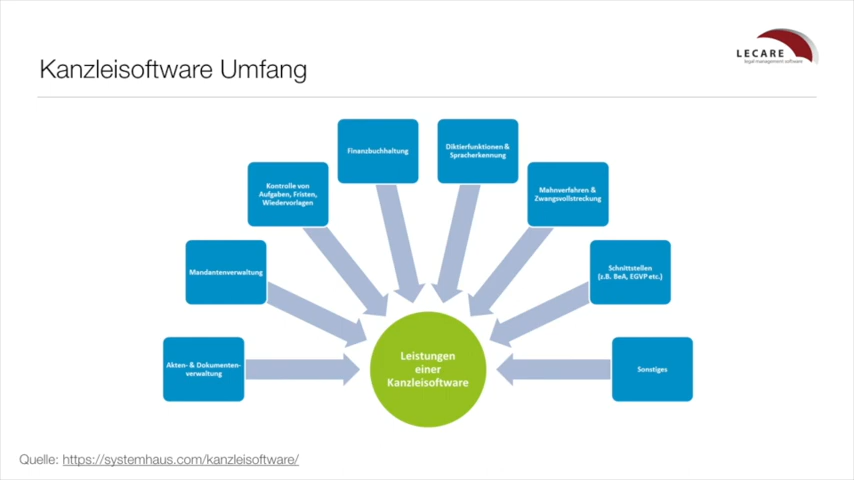 LECARE
legal management software
Kanzleisoftware Umfang
Finanzbuchhaltung
Diktierfunktionen &
Spracherkennung
Kontrolle von
Aufgaben, Fristen,
Wiedervorlagen
Mahnverfahren &
Zwangsvollstreckung
Mandantenverwaltung
Schnittstellen
(z.B. BeA, EGVP etc.)
Akten- & Dokumenten-
verwaltung
Leistungen
einer
Kanzleisoftware
Sonstiges
Quelle: https://systemhaus.com/kanzleisoftware/